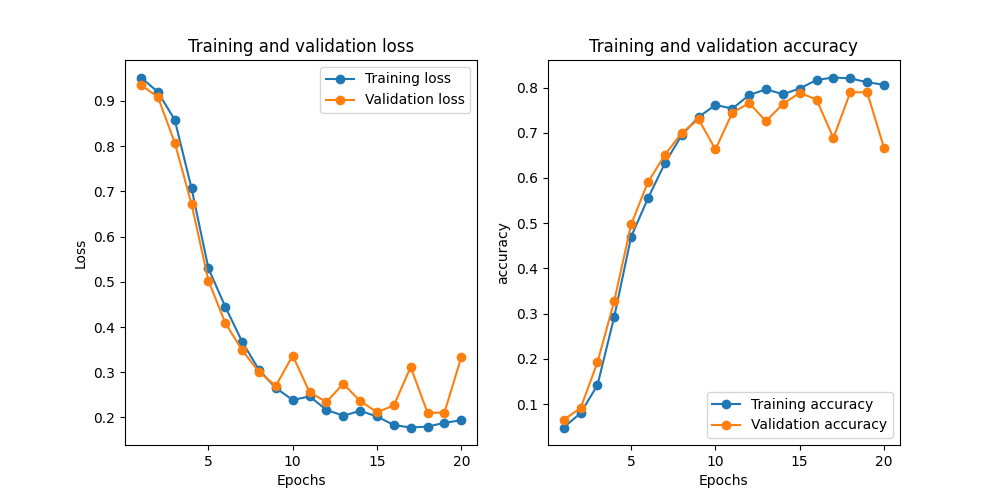 Training and validation loss
Training loss
Validation loss
0.9
0.8
0.7
0.6
0.5
0.4
0.3
0.2
Loss
5
10
15
20
Epochs
Training and validation accuracy
0.8
0.7
0.6
0.5
0.4
0.3
0.2
0.1
accuracy
Training accuracy
Validation accuracy
5
10
15
20
Epochs